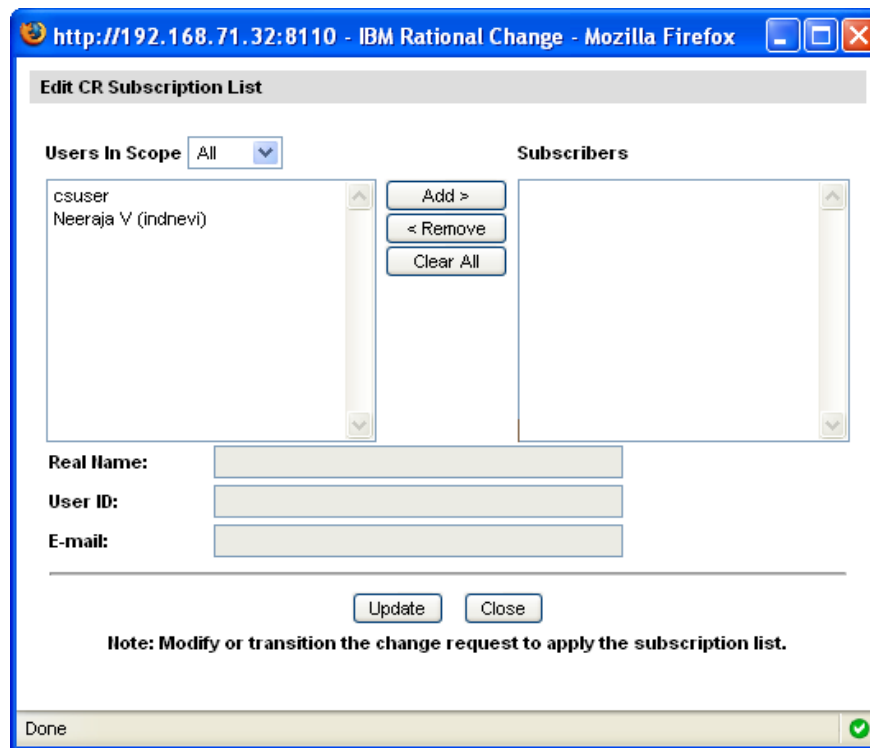 http://192.168.71.32:8110 - IBM Rational Change - Mozilla Firefox
Edit CR Subscription List
Users In Scope All
Subscribers
csuser
Neeraja V (indnevi)
Add >
< Remove
Clear All
Real Name:
User ID:
E-mail:
Update Close
Note: Modify or transition the change request to apply the subscription list.
Done